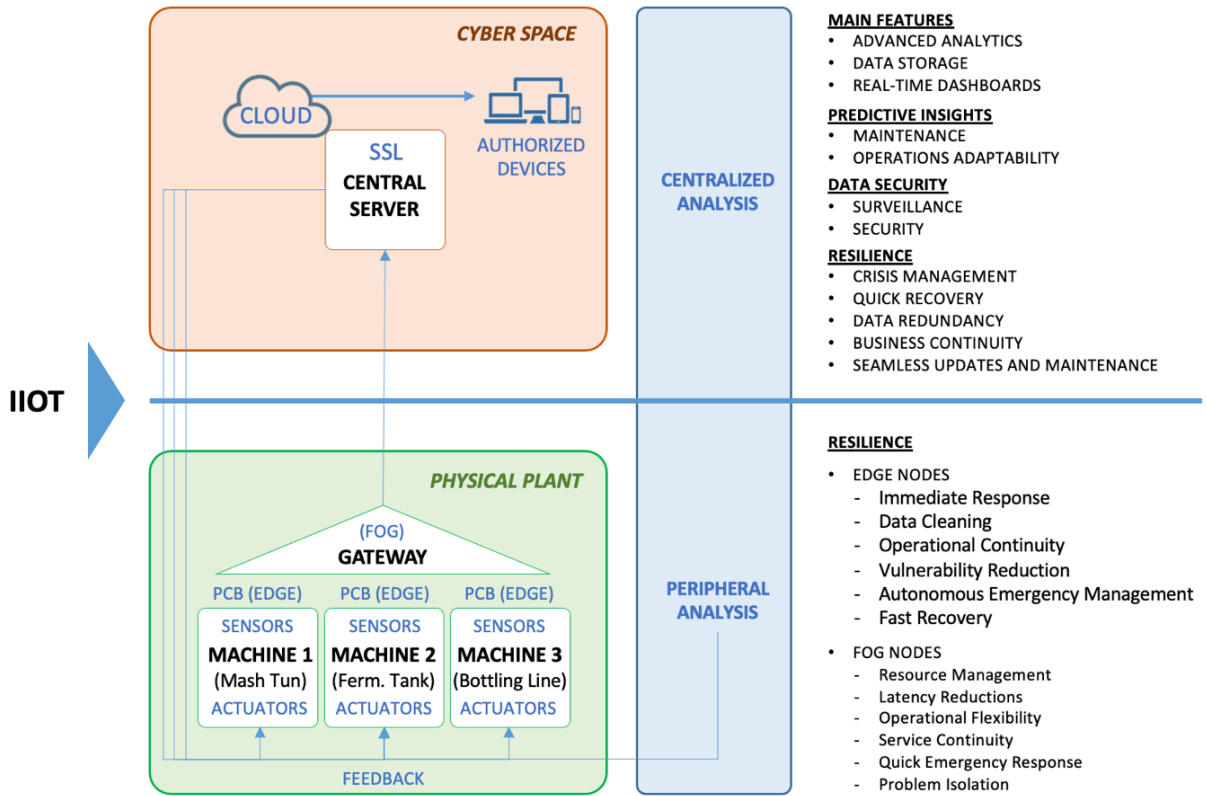 IIOT
CYBER SPACE
CLOUD
AUTHORIZED
DEVICES
SSL
CENTRAL
SERVER
PHYSICAL PLANT
(FOG)
GATEWAY
PCB (EDGE) PCB (EDGE) PCB (EDGE)
SENSORS SENSORS SENSORS
MACHINE 1 MACHINE 2 MACHINE 3
(Mash Tun) (Ferm. Tank) (Bottling Line)
ACTUATORS ACTUATORS ACTUATORS
FEEDBACK
CENTRALIZED
ANALYSIS
PERIPHERAL
ANALYSIS
MAIN FEATURES
• ADVANCED ANALYTICS
• DATA STORAGE
• REAL-TIME DASHBOARDS
PREDICTIVE INSIGHTS
• MAINTENANCE
• OPERATIONS ADAPTABILITY
DATA SECURITY
• SURVEILLANCE
• SECURITY
RESILIENCE
• CRISIS MANAGEMENT
• QUICK RECOVERY
• DATA REDUNDANCY
• BUSINESS CONTINUITY
• SEAMLESS UPDATES AND MAINTENANCE
RESILIENCE
• EDGE NODES
- Immediate Response
- Data Cleaning
- Operational Continuity
- Vulnerability Reduction
- Autonomous Emergency Management
- Fast Recovery
• FOG NODES
- Resource Management
- Latency Reductions
- Operational Flexibility
- Service Continuity
- Quick Emergency Response
- Problem Isolation